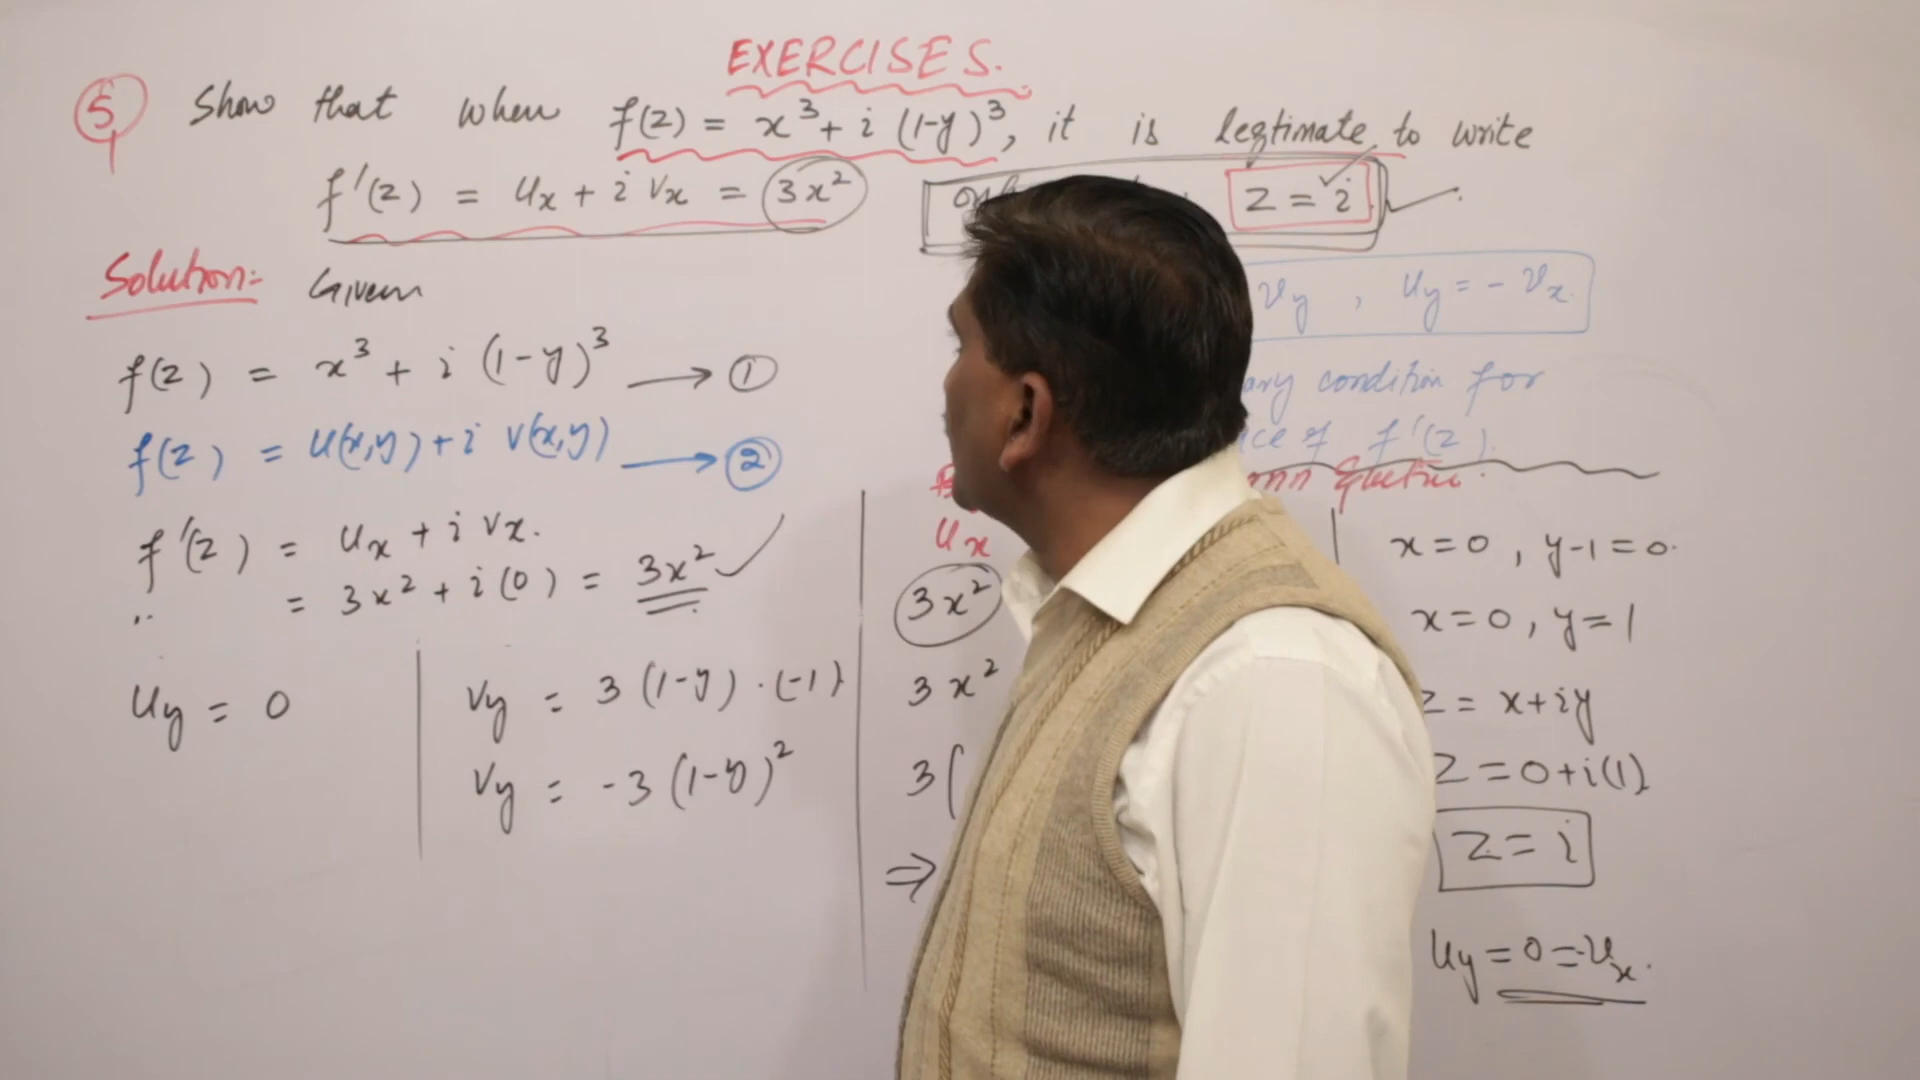 EXERCISES.
5 Show that when f(z) = x³ + i (1-y)³, it is legtimate to write
f'(z) = ux + i vx = 3x² z = i.
Solution:= Given
vy , uy = - vx.
f(z) = x³ + i (1-y)³ → ①
condition for
f(z) = u(x,y) + i v(x,y) → ②
f'(z).
f'(z) = ux + i vx.
= 3x² + i(0) = 3x²
uy = 0
vy = 3 (1-y) . (-1)
vy = -3 (1-y)²
ux
3x²
3x²
3(
⇒
x=0 , y-1=0.
x=0 , y=1
z = x+iy
z = 0+i(1)
z = i
uy = 0 = -vx.